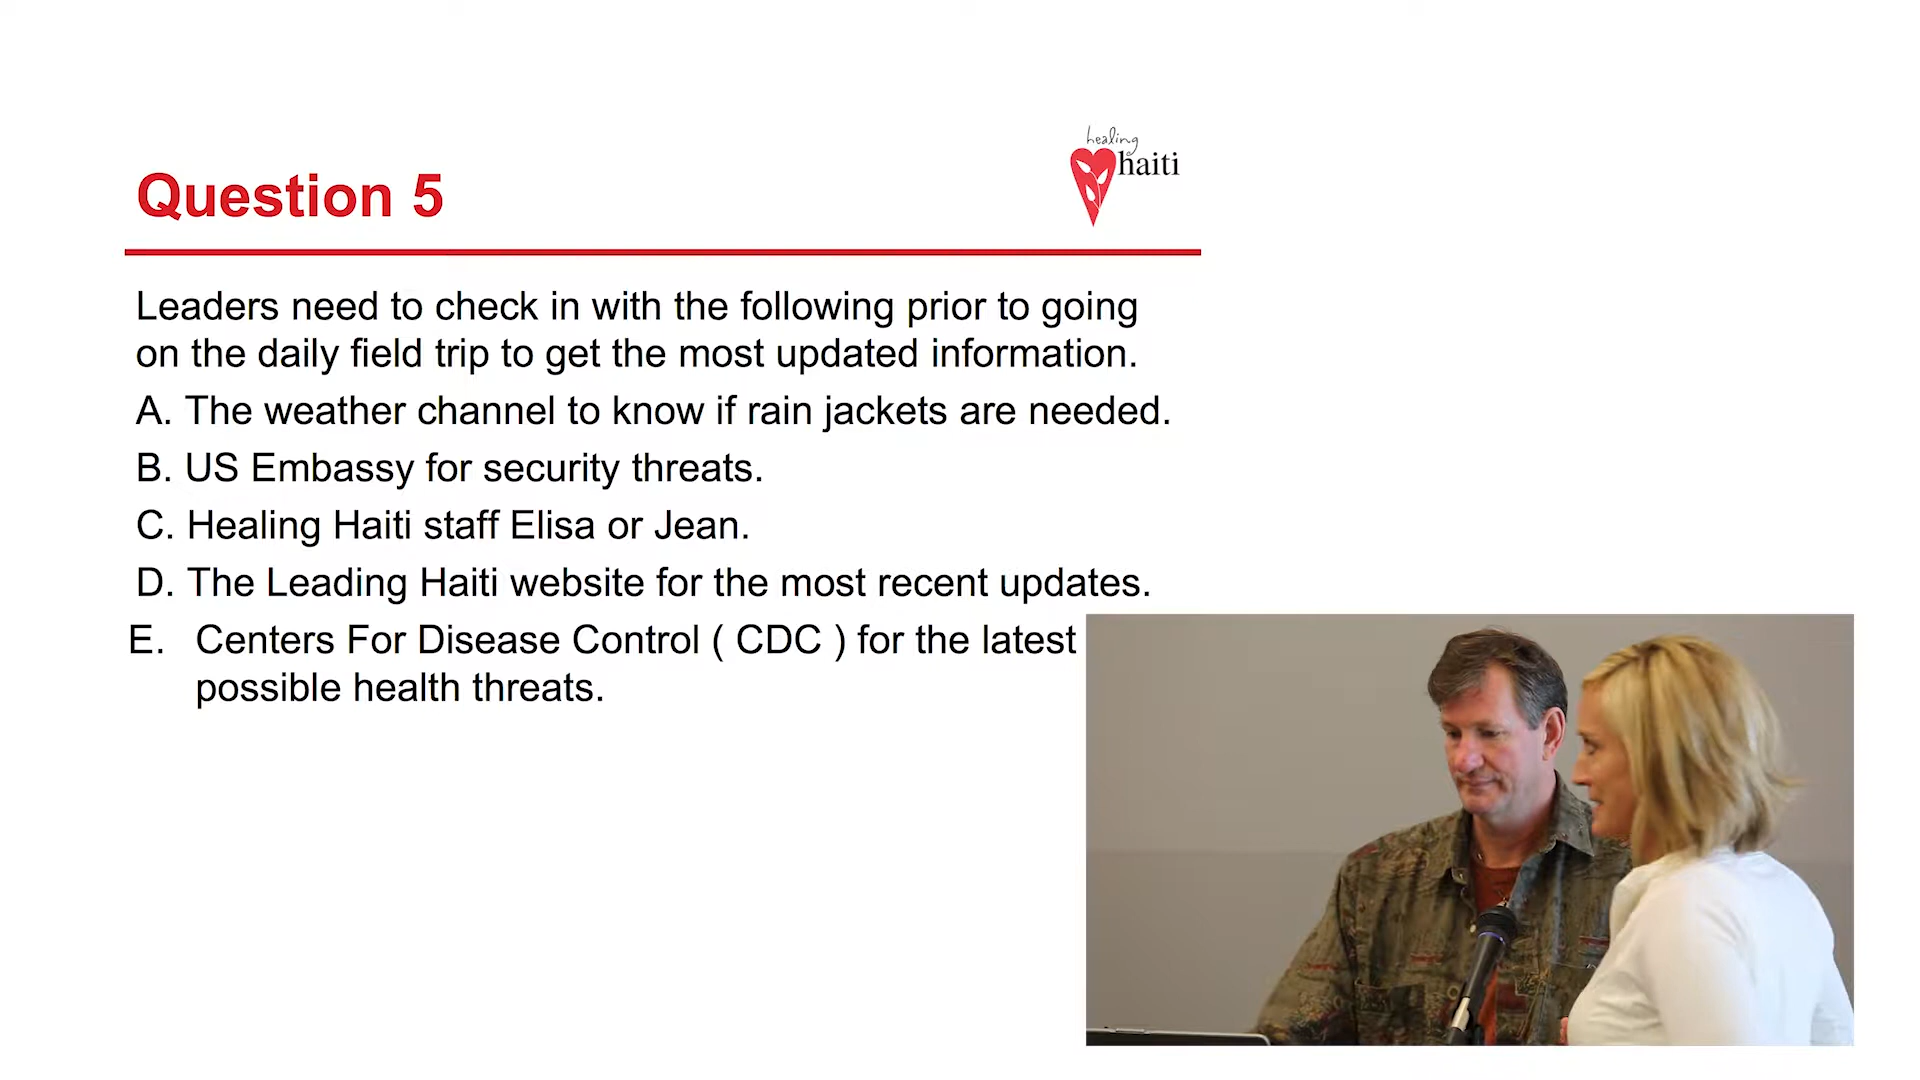 healing
haiti
Question 5
Leaders need to check in with the following prior to going
on the daily field trip to get the most updated information.
A. The weather channel to know if rain jackets are needed.
B. US Embassy for security threats.
C. Healing Haiti staff Elisa or Jean.
D. The Leading Haiti website for the most recent updates.
E. Centers For Disease Control ( CDC ) for the latest
possible health threats.